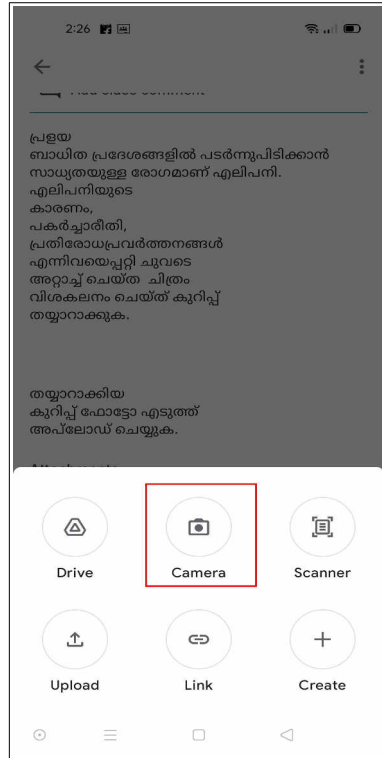 2:26
Add class comment
പ്രളയ
ബാധിത പ്രദേശങ്ങളിൽ പടർന്നുപിടിക്കാൻ
സാധ്യതയുള്ള രോഗമാണ് എലിപനി.
എലിപനിയുടെ
കാരണം,
പകർച്ചാരീതി,
പ്രതിരോധപ്രവർത്തനങ്ങൾ
എന്നിവയെപ്പറ്റി ചുവടെ
അറ്റാച്ച് ചെയ്ത ചിത്രം
വിശകലനം ചെയ്ത് കുറിപ്പ്
തയ്യാറാക്കുക.
തയ്യാറാക്കിയ
കുറിപ്പ് ഫോട്ടോ എടുത്ത്
അപ്‌ലോഡ് ചെയ്യുക.
Attachments
Drive Camera Scanner
Upload Link Create